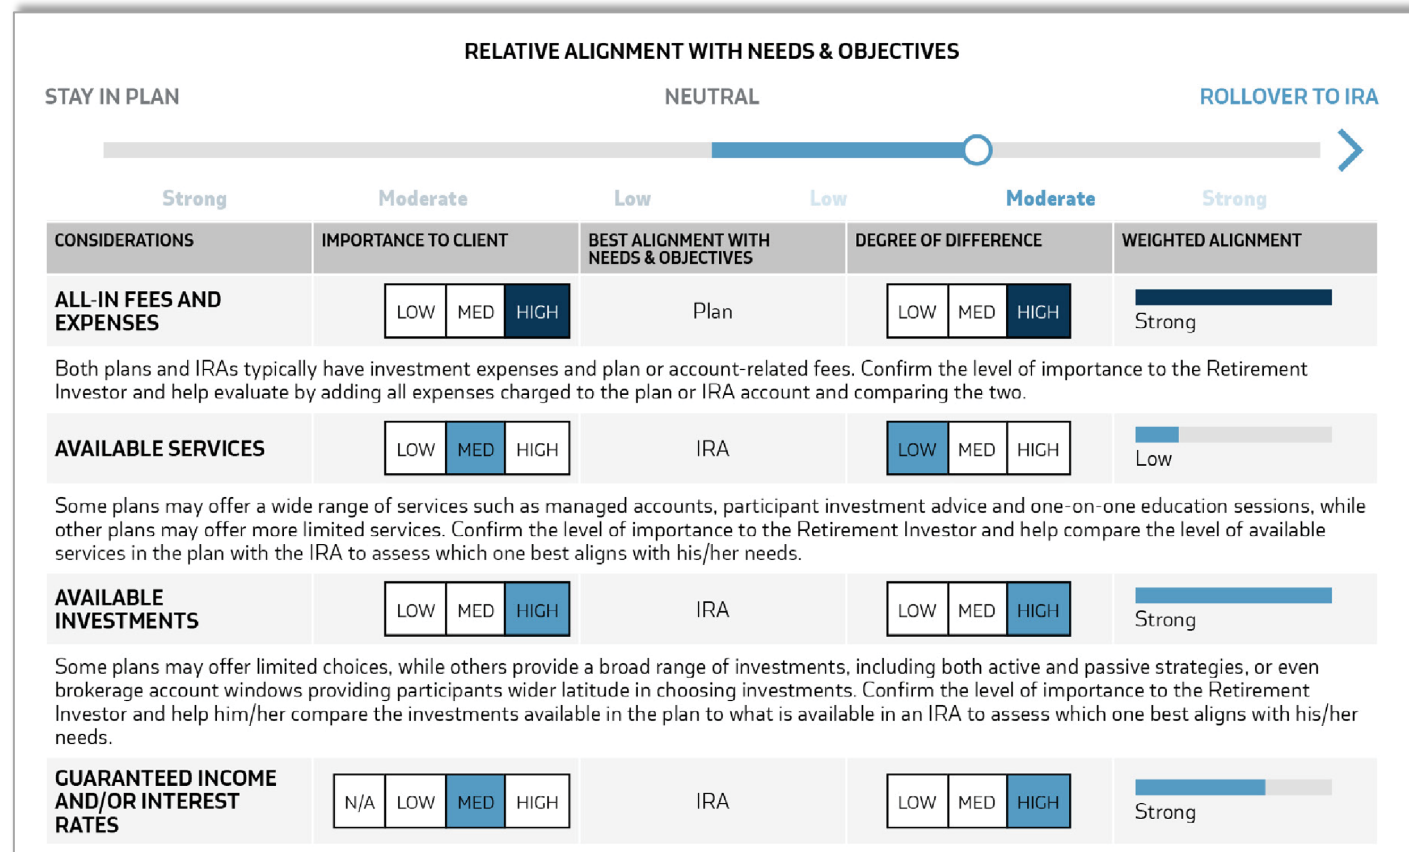 RELATIVE ALIGNMENT WITH NEEDS & OBJECTIVES
STAY IN PLAN NEUTRAL ROLLOVER TO IRA
Strong Moderate Low Low Moderate Strong
CONSIDERATIONS IMPORTANCE TO CLIENT BEST ALIGNMENT WITH NEEDS & OBJECTIVES DEGREE OF DIFFERENCE WEIGHTED ALIGNMENT
ALL-IN FEES AND
EXPENSES
LOW MED HIGH Plan LOW MED HIGH
Strong
Both plans and IRAs typically have investment expenses and plan or account-related fees. Confirm the level of importance to the Retirement
Investor and help evaluate by adding all expenses charged to the plan or IRA account and comparing the two.
AVAILABLE SERVICES LOW MED HIGH IRA LOW MED HIGH
Low
Some plans may offer a wide range of services such as managed accounts, participant investment advice and one-on-one education sessions, while
other plans may offer more limited services. Confirm the level of importance to the Retirement Investor and help compare the level of available
services in the plan with the IRA to assess which one best aligns with his/her needs.
AVAILABLE
INVESTMENTS
LOW MED HIGH IRA LOW MED HIGH
Strong
Some plans may offer limited choices, while others provide a broad range of investments, including both active and passive strategies, or even
brokerage account windows providing participants wider latitude in choosing investments. Confirm the level of importance to the Retirement
Investor and help him/her compare the investments available in the plan to what is available in an IRA to assess which one best aligns with his/her
needs.
GUARANTEED INCOME
AND/OR INTEREST
RATES
N/A LOW MED HIGH IRA LOW MED HIGH
Strong